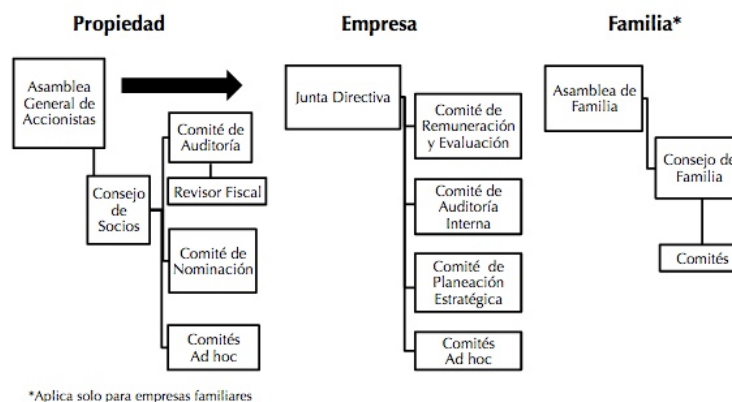 Propiedad
Asamblea
General de
Accionistas
Comité de
Auditoría
Revisor Fiscal
Consejo
de
Socios
Comité de
Nominación
Comités
Ad hoc
Empresa
Junta Directiva
Comité de
Remuneración
y Evaluación
Comité de
Auditoría
Interna
Comité de
Planeación
Estratégica
Comités
Ad hoc
Familia*
Asamblea de
Familia
Consejo de
Familia
Comités
*Aplica solo para empresas familiares